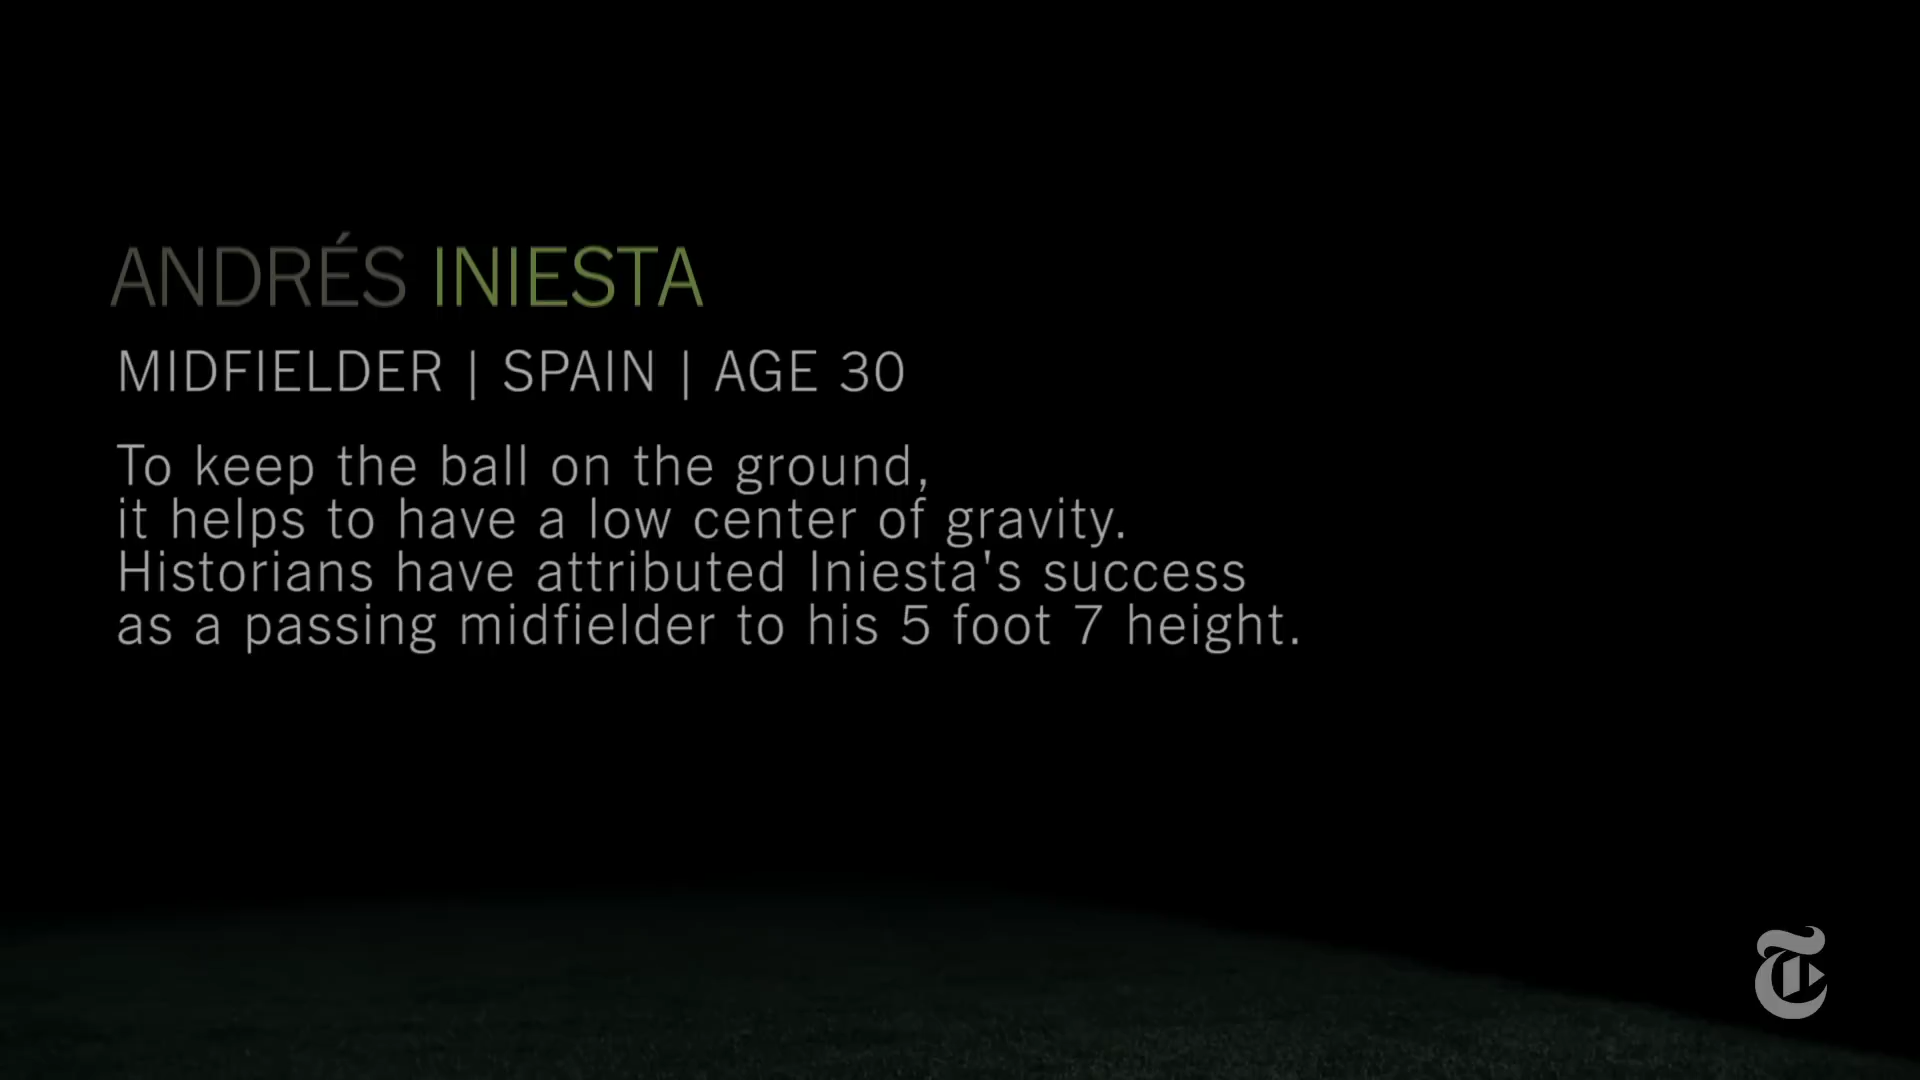 ANDRÉS INIESTA
MIDFIELDER | SPAIN | AGE 30
To keep the ball on the ground,
it helps to have a low center of gravity.
Historians have attributed Iniesta's success
as a passing midfielder to his 5 foot 7 height.
T